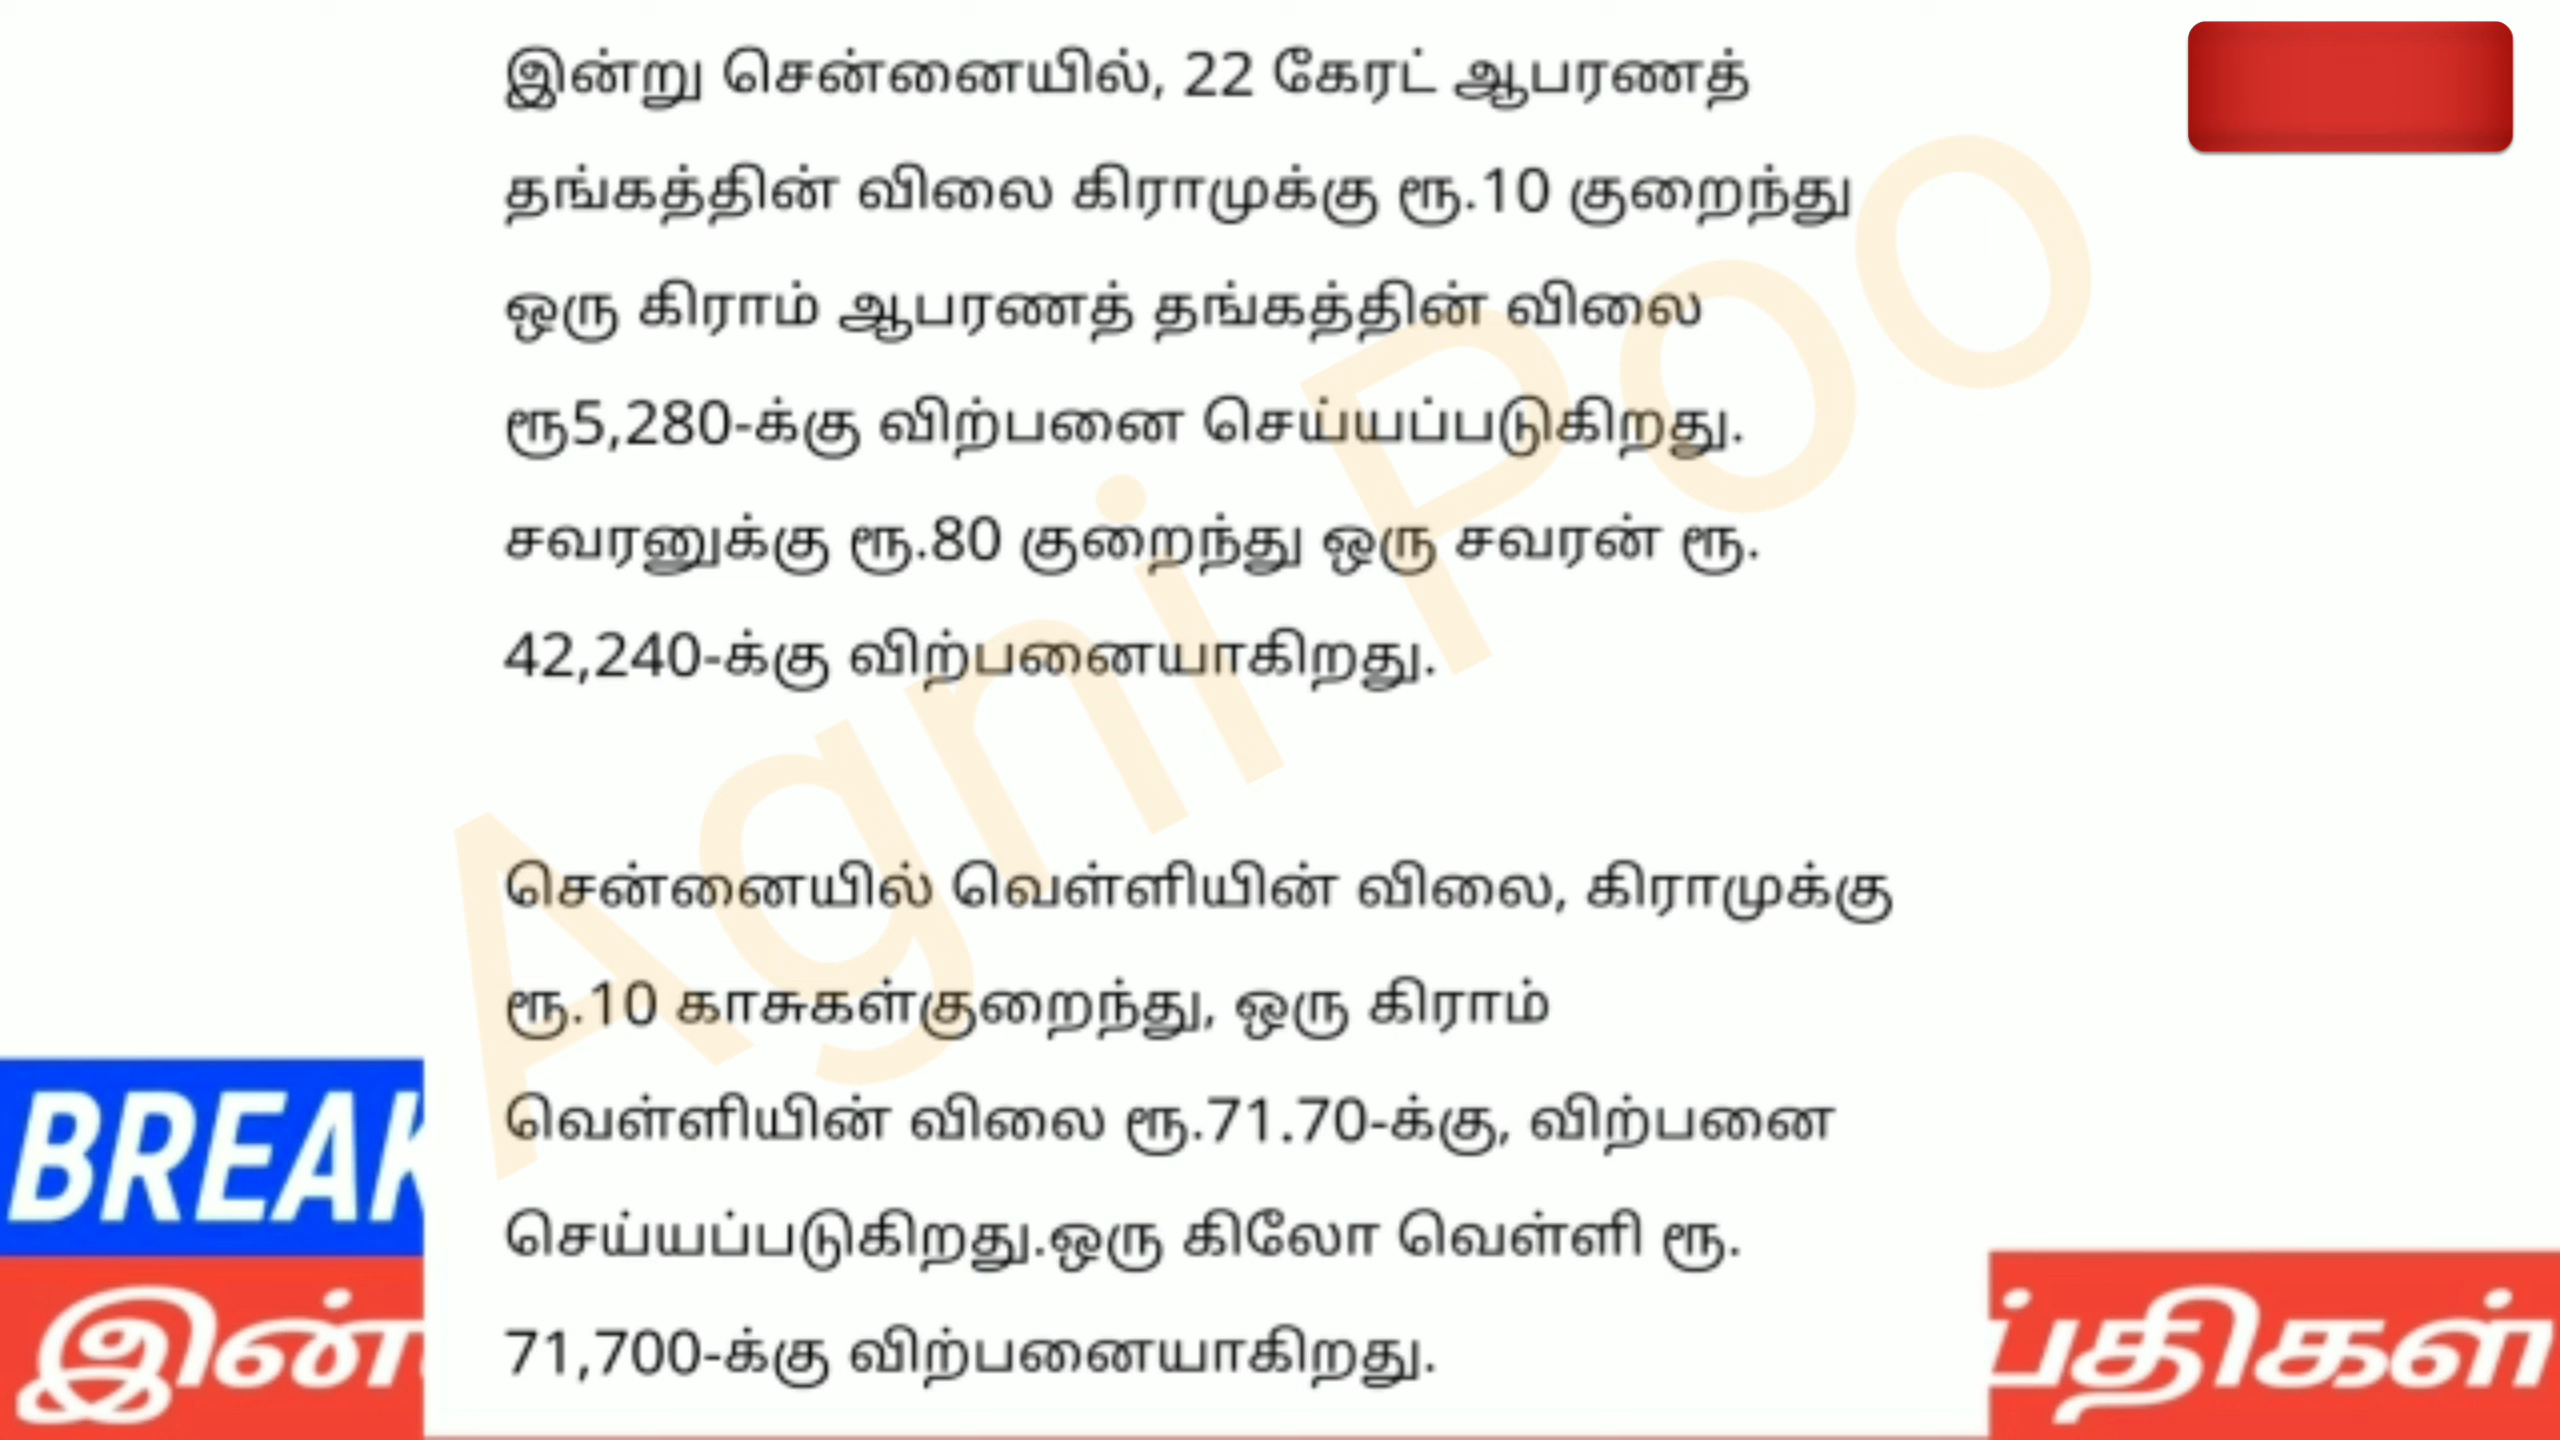 இன்று சென்னையில், 22 கேரட் ஆபரணத்
தங்கத்தின் விலை கிராமுக்கு ரூ.10 குறைந்து
ஒரு கிராம் ஆபரணத் தங்கத்தின் விலை
ரூ5,280-க்கு விற்பனை செய்யப்படுகிறது.
சவரனுக்கு ரூ.80 குறைந்து ஒரு சவரன் ரூ.
42,240-க்கு விற்பனையாகிறது.
Agni Poo
சென்னையில் வெள்ளியின் விலை, கிராமுக்கு
ரூ.10 காசுகள்குறைந்து, ஒரு கிராம்
வெள்ளியின் விலை ரூ.71.70-க்கு, விற்பனை
செய்யப்படுகிறது.ஒரு கிலோ வெள்ளி ரூ.
71,700-க்கு விற்பனையாகிறது.
BREAK